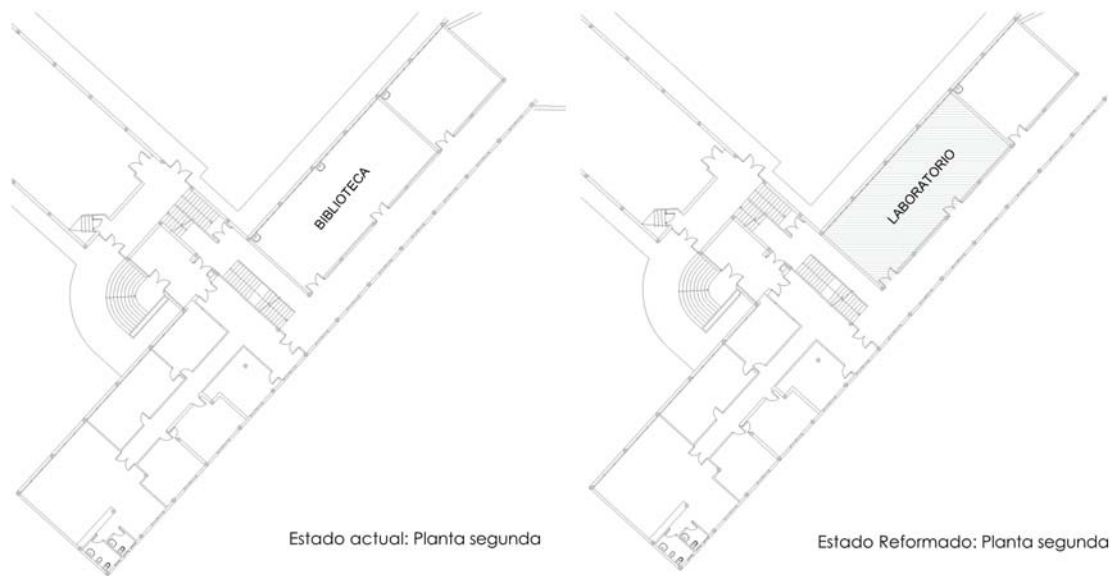 BIBLIOTECA
LABORATORIO
Estado actual: Planta segunda
Estado Reformado: Planta segunda